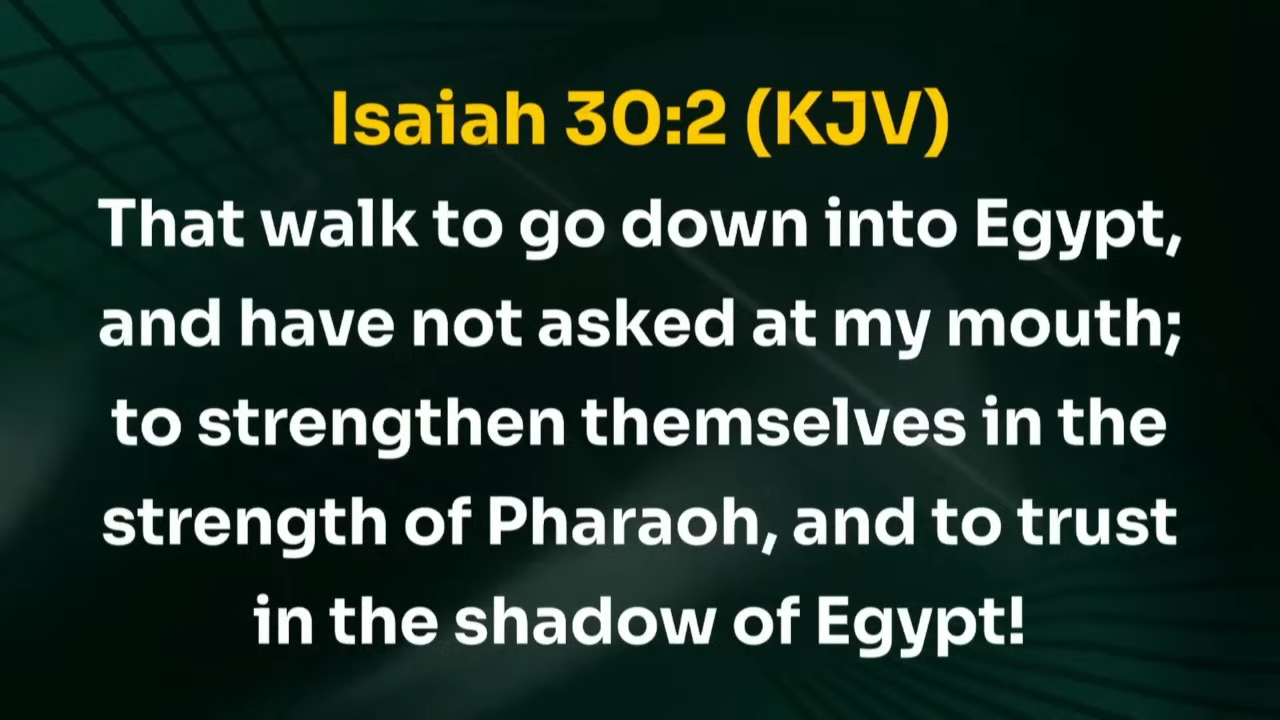 Isaiah 30:2 (KJV)
That walk to go down into Egypt,
and have not asked at my mouth;
to strengthen themselves in the
strength of Pharaoh, and to trust
in the shadow of Egypt!